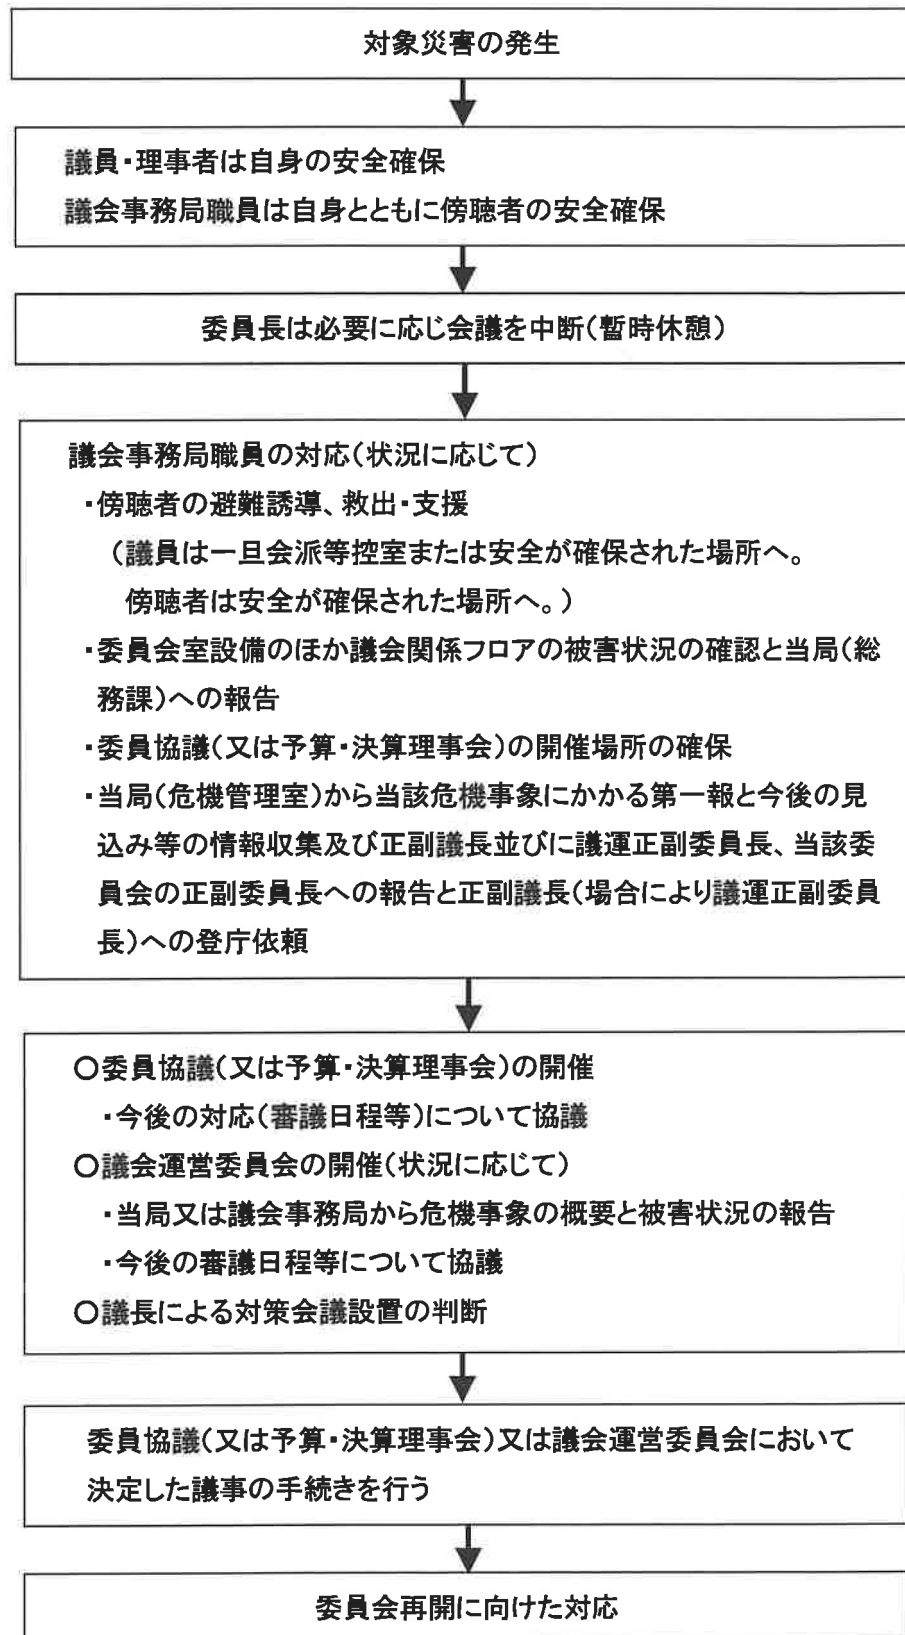 対象災害の発生
議員・理事者は自身の安全確保
議会事務局職員は自身とともに傍聴者の安全確保
委員長は必要に応じ会議を中断(暫時休憩)
議会事務局職員の対応(状況に応じて)
・傍聴者の避難誘導、救出・支援
(議員は一旦会派等控室または安全が確保された場所へ。
傍聴者は安全が確保された場所へ。)
・委員会室設備のほか議会関係フロアの被害状況の確認と当局(総
務課)への報告
・委員協議(又は予算・決算理事会)の開催場所の確保
・当局(危機管理室)から当該危機事象にかかる第一報と今後の見
込み等の情報収集及び正副議長並びに議運正副委員長、当該委
員会の正副委員長への報告と正副議長(場合により議運正副委員
長)への登庁依頼
○委員協議(又は予算・決算理事会)の開催
・今後の対応(審議日程等)について協議
○議会運営委員会の開催(状況に応じて)
・当局又は議会事務局から危機事象の概要と被害状況の報告
・今後の審議日程等について協議
○議長による対策会議設置の判断
委員協議(又は予算・決算理事会)又は議会運営委員会において
決定した議事の手続きを行う
委員会再開に向けた対応